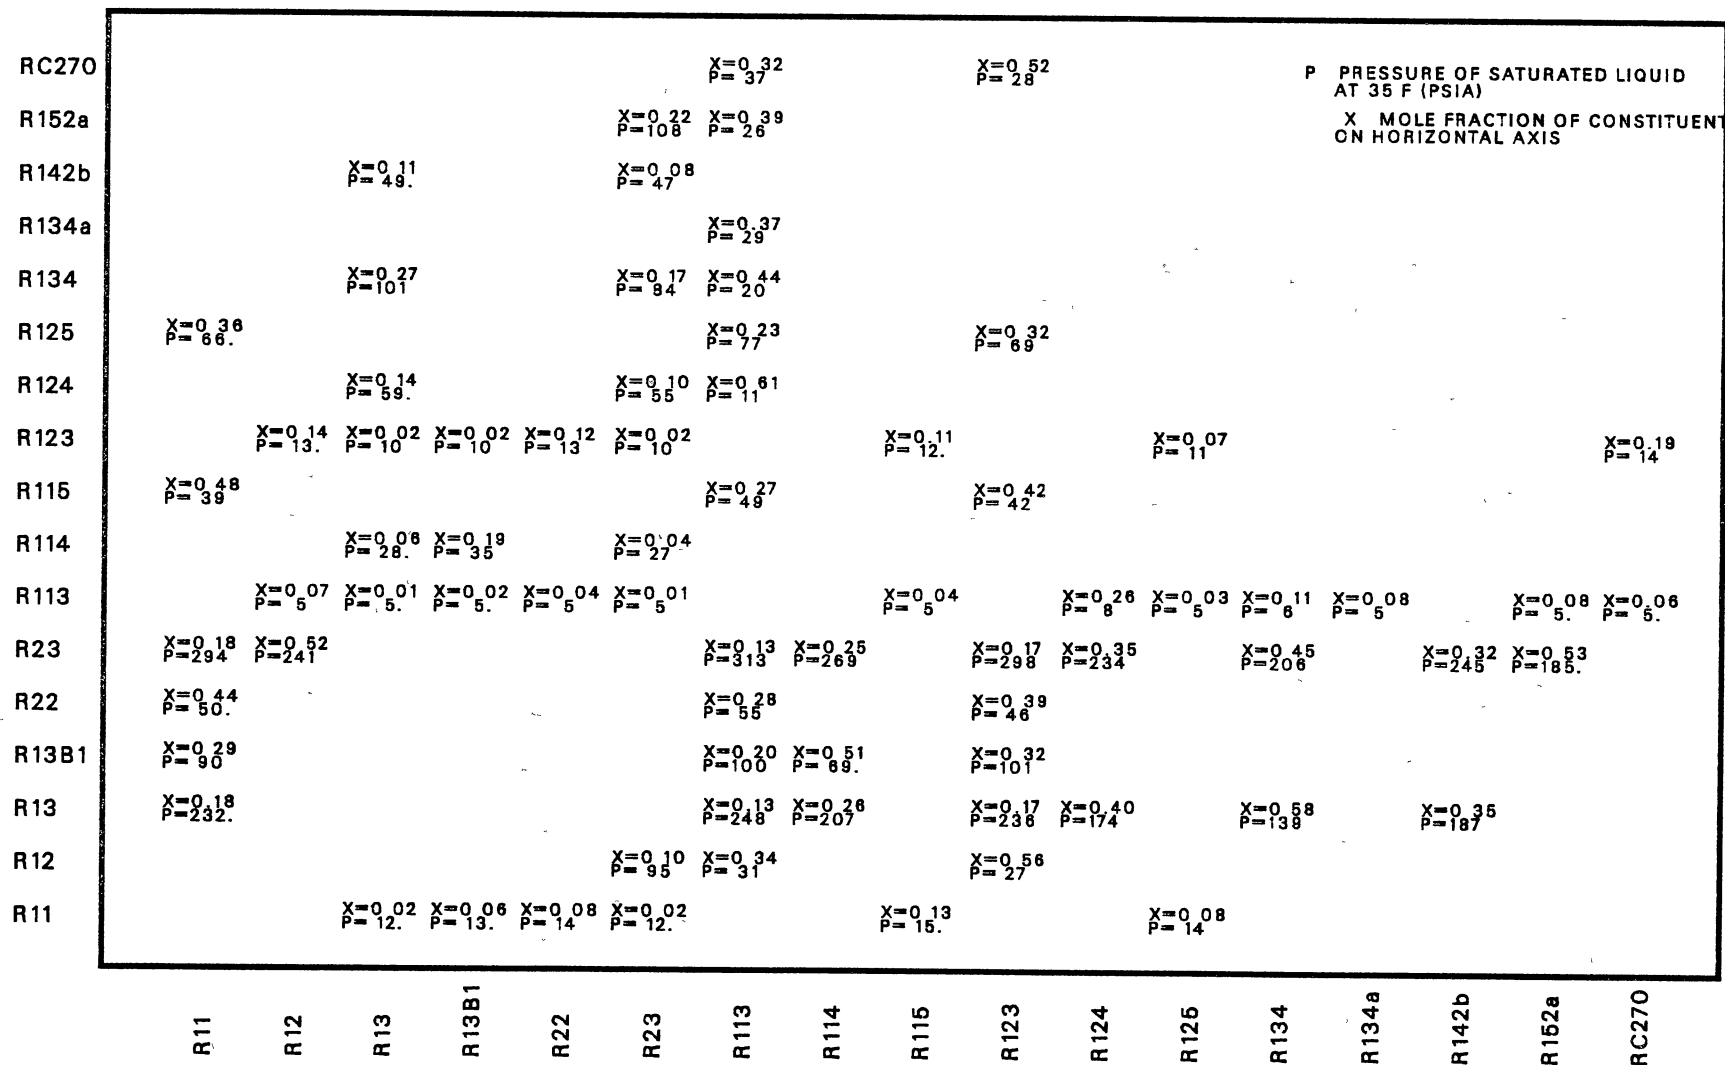 RC270 X=0.32 X=0.52
P= 37 P= 28
P PRESSURE OF SATURATED LIQUID
AT 35 F (PSIA)
X MOLE FRACTION OF CONSTITUENT
ON HORIZONTAL AXIS
R152a X=0.22 X=0.39
P=108 P= 26
R142b X=0.11 X=0.08
P= 49. P= 47
R134a X=0.37
P= 29
R134 X=0.27 X=0.17 X=0.44
P=101 P= 94 P= 20
R125 X=0.36 X=0.23 X=0.32
P= 66. P= 77 P= 69
R124 X=0.14 X=0.10 X=0.61
P= 59. P= 55 P= 11
R123 X=0.14 X=0.02 X=0.02 X=0.12 X=0.02 X=0.11 X=0.07 X=0.19
P= 13. P= 10 P= 10 P= 13 P= 10 P= 12. P= 11 P= 14
R115 X=0.48 X=0.27 X=0.42
P= 39 P= 49 P= 42
R114 X=0.06 X=0.19 X=0.04
P= 28. P= 35 P= 27
R113 X=0.07 X=0.01 X=0.02 X=0.04 X=0.01 X=0.04 X=0.26 X=0.03 X=0.11 X=0.08 X=0.08 X=0.06
P= 5 P= 5. P= 5. P= 5 P= 5 P= 5 P= 8 P= 5 P= 6 P= 5 P= 5. P= 5.
R23 X=0.18 X=0.52 X=0.13 X=0.25 X=0.17 X=0.35 X=0.45 X=0.32 X=0.53
P=294 P=241 P=313 P=269 P=298 P=234 P=206 P=245 P=185.
R22 X=0.44 X=0.28 X=0.39
P= 50. P= 55 P= 46
R13B1 X=0.29 X=0.20 X=0.51 X=0.32
P= 90 P=100 P= 69. P=101
R13 X=0.18 X=0.13 X=0.26 X=0.17 X=0.40 X=0.58 X=0.35
P=232. P=248 P=207 P=236 P=174 P=139 P=187
R12 X=0.10 X=0.34 X=0.56
P= 95 P= 31 P= 27
R11 X=0.02 X=0.06 X=0.08 X=0.02 X=0.13 X=0.08
P= 12. P= 13. P= 14 P= 12. P= 15. P= 14
R11 R12 R13 R13B1 R22 R23 R113 R114 R115 R123 R124 R125 R134 R134a R142b R152a RC270